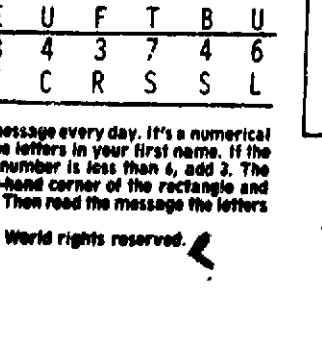 E U F T B U
3 4 3 7 4 6
C R S S L
message every day. It's a numerical
letters in your first name. If the
number is less than 6, add 3. The
-hand corner of the rectangle and
Then read the message the letters
World rights reserved.